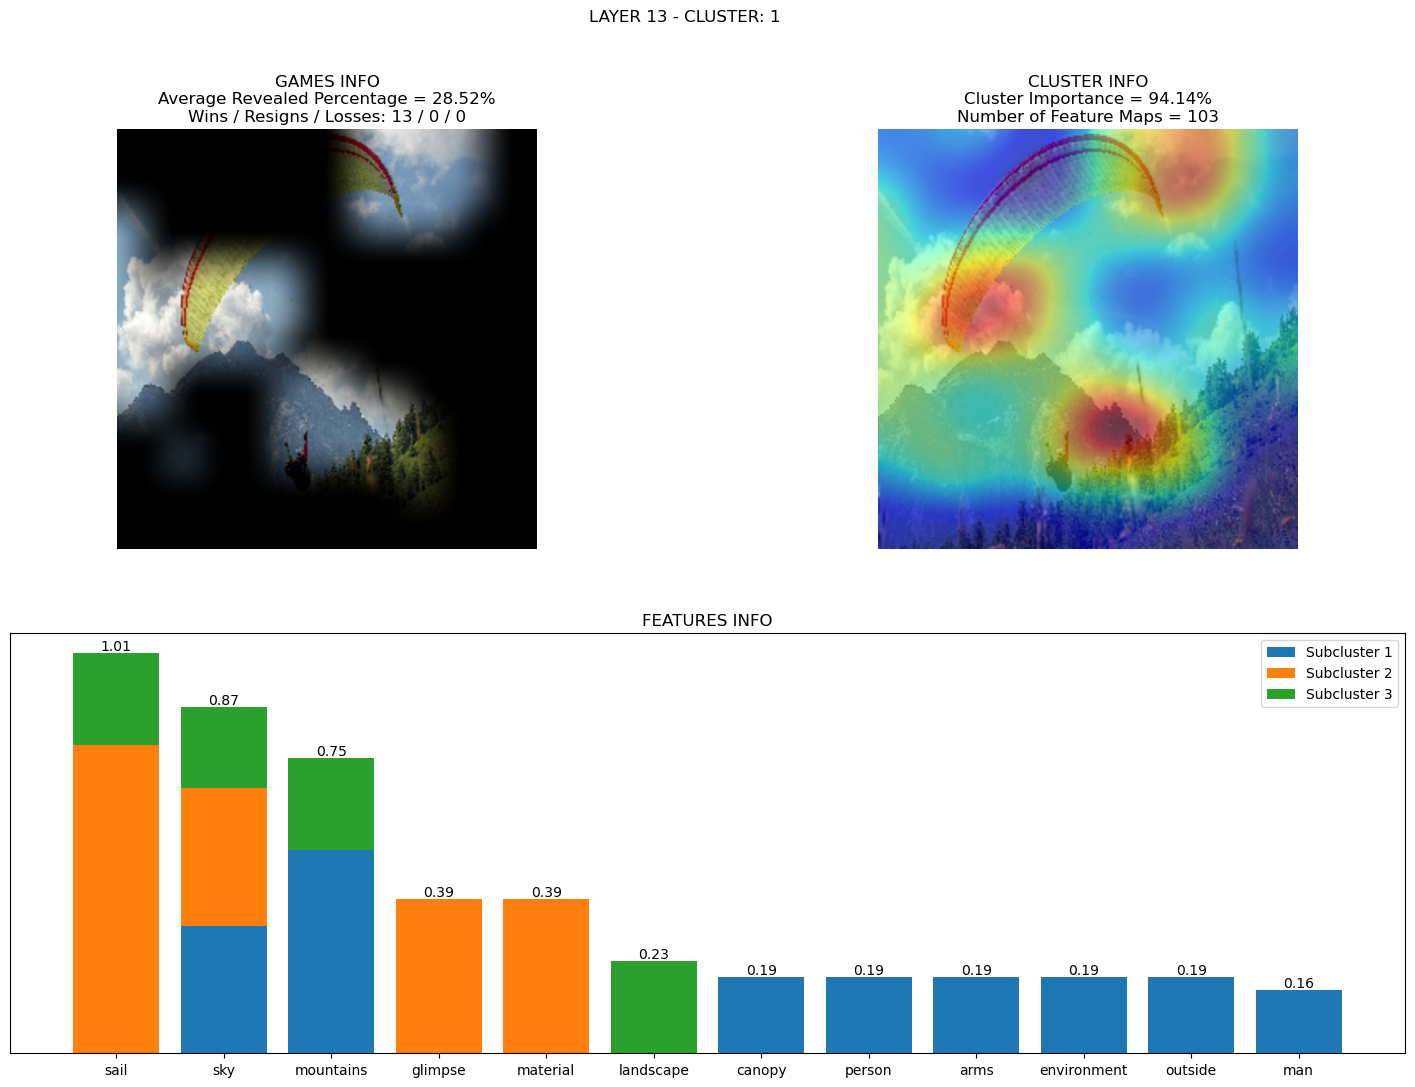 LAYER 13 - CLUSTER: 1
GAMES INFO
Average Revealed Percentage = 28.52%
Wins / Resigns / Losses: 13 / 0 / 0
CLUSTER INFO
Cluster Importance = 94.14%
Number of Feature Maps = 103
FEATURES INFO
Subcluster 1
Subcluster 2
Subcluster 3
1.01
0.87
0.75
0.39
0.39
0.23
0.19
0.19
0.19
0.19
0.19
0.16
sail
sky
mountains
glimpse
material
landscape
canopy
person
arms
environment
outside
man